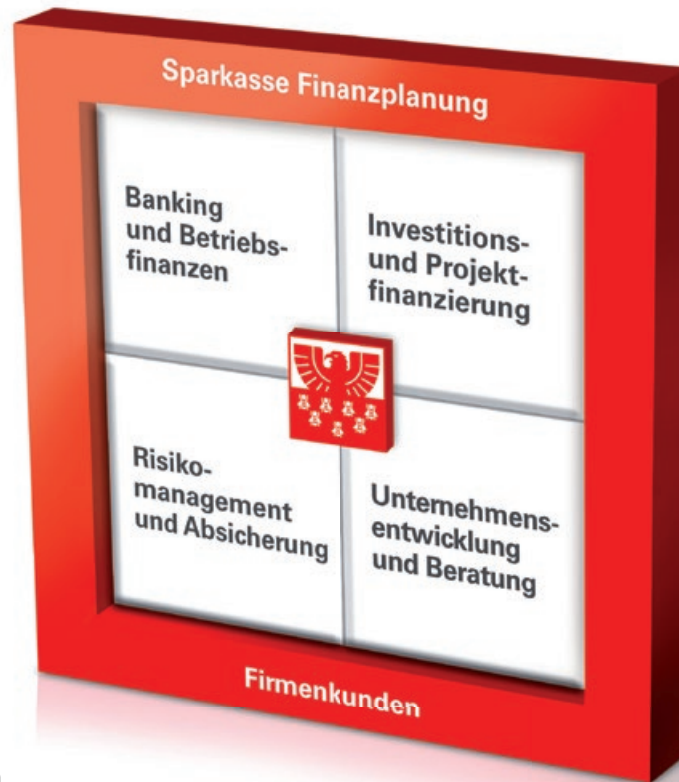 Sparkasse Finanzplanung
Banking
und Betriebs-
finanzen
Investitions-
und Projekt-
finanzierung
Risiko-
management
und Absicherung
Unternehmens-
entwicklung
und Beratung
Firmenkunden